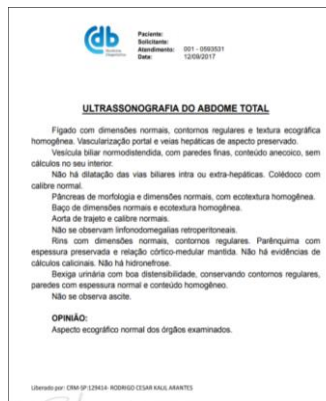 cdb
Paciente:
Solicitante:
Atendimento: 001 - 0593531
Data: 12/09/2017
ULTRASSONOGRAFIA DO ABDOME TOTAL
Fígado com dimensões normais, contornos regulares e textura ecográfica
homogênea. Vascularização portal e veias hepáticas de aspecto preservado.
Vesícula biliar normodistendida, com paredes finas, conteúdo anecoico, sem
cálculos no seu interior.
Não há dilatação das vias biliares intra ou extra-hepáticas. Colédoco com
calibre normal.
Pâncreas de morfologia e dimensões normais, com ecotextura homogênea.
Baço de dimensões normais e ecotextura homogênea.
Aorta de trajeto e calibre normais.
Não se observam linfonodomegalias retroperitoneais.
Rins com dimensões normais, contornos regulares. Parênquima com
espessura preservada e relação córtico-medular mantida. Não há evidências de
cálculos calicinais. Não há hidronefrose.
Bexiga urinária com boa distensibilidade, conservando contornos regulares,
paredes com espessura normal e conteúdo homogêneo.
Não se observa ascite.
OPINIÃO:
Aspecto ecográfico normal dos órgãos examinados.
Liberado por: CRM-SP:129414- RODRIGO CESAR KALIL ARANTES